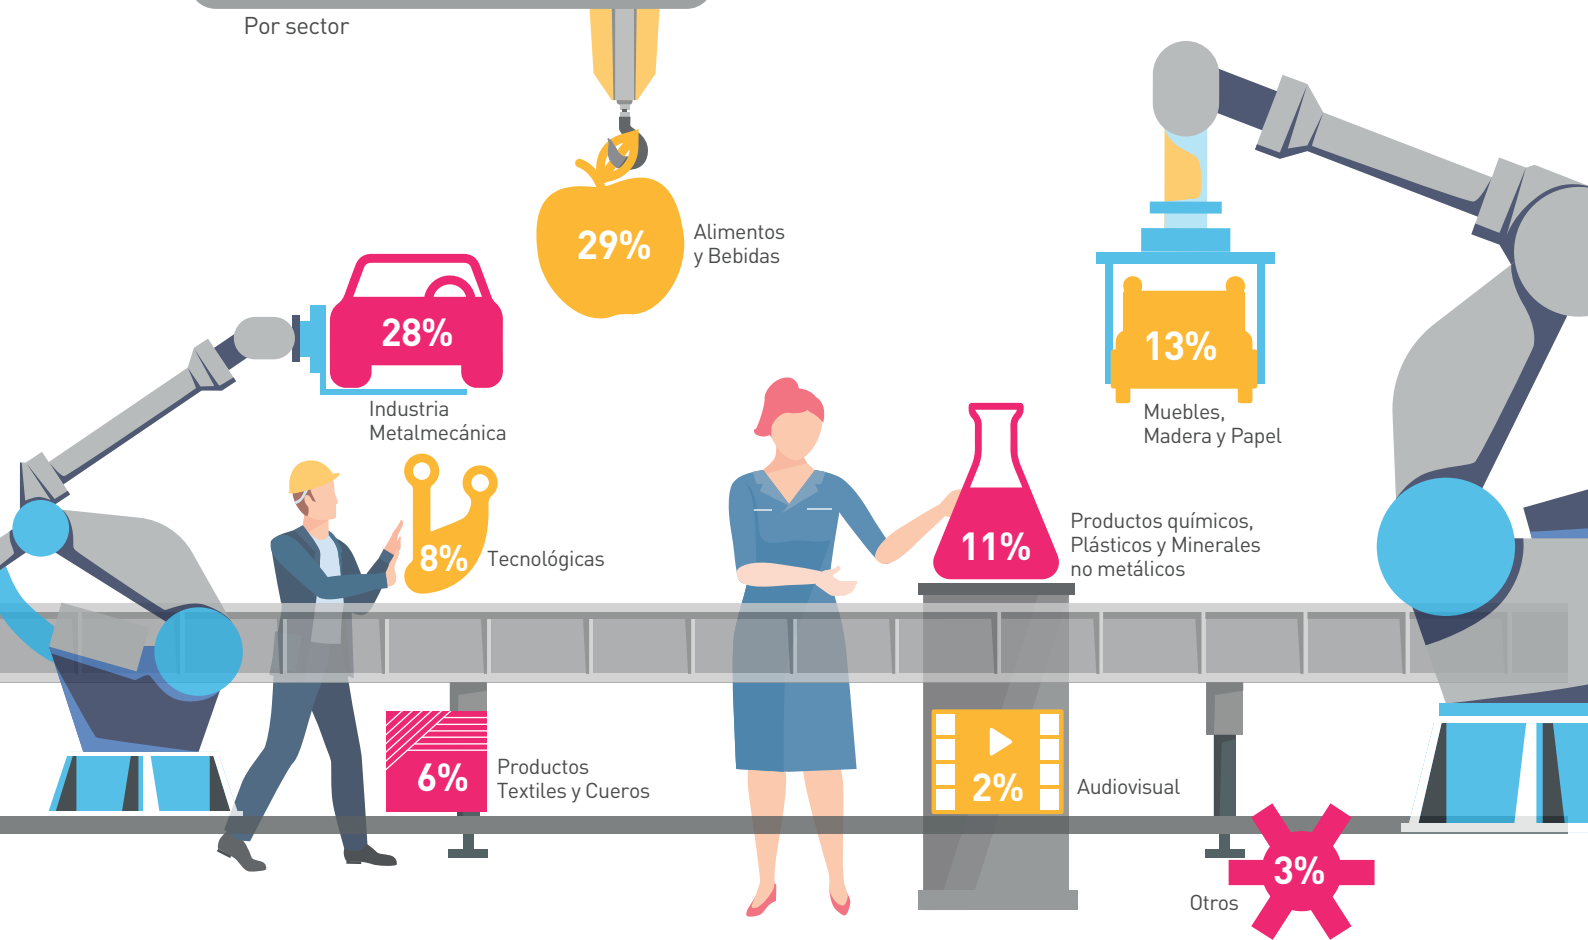 Por sector
29%
Alimentos
y Bebidas
28%
Industria
Metalmecánica
13%
Muebles,
Madera y Papel
8%
Tecnológicas
11%
Productos químicos,
Plásticos y Minerales
no metálicos
6%
Productos
Textiles y Cueros
2%
Audiovisual
3%
Otros